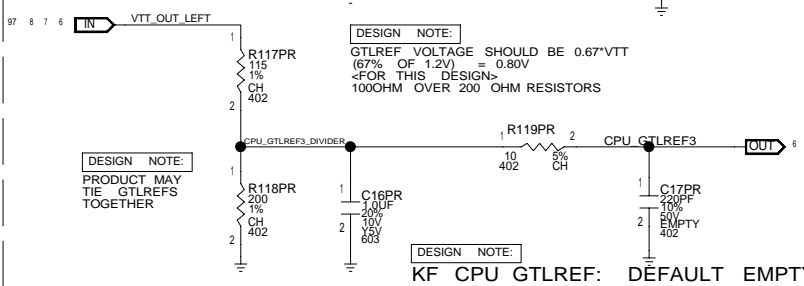 97 8 7 6 IN VTT_OUT_LEFT
DESIGN NOTE:
GTLREF VOLTAGE SHOULD BE 0.67*VTT
(67% OF 1.2V) = 0.80V
<FOR THIS DESIGN>
100OHM OVER 200 OHM RESISTORS
1
R117PR
115
1%
CH
402
2
CPU_GTLREF3_DIVIDER
1 R119PR 2
10 5%
402 CH
CPU_GTLREF3
OUT 6
DESIGN NOTE:
PRODUCT MAY
TIE GTLREFS
TOGETHER
1
R118PR
200
1%
CH
402
2
1
C16PR
1.0UF
20%
10V
Y5V
603
2
1
C17PR
220PF
10%
50V
EMPTY
402
2
DESIGN NOTE:
KF CPU GTLREF: DEFAULT EMPTY